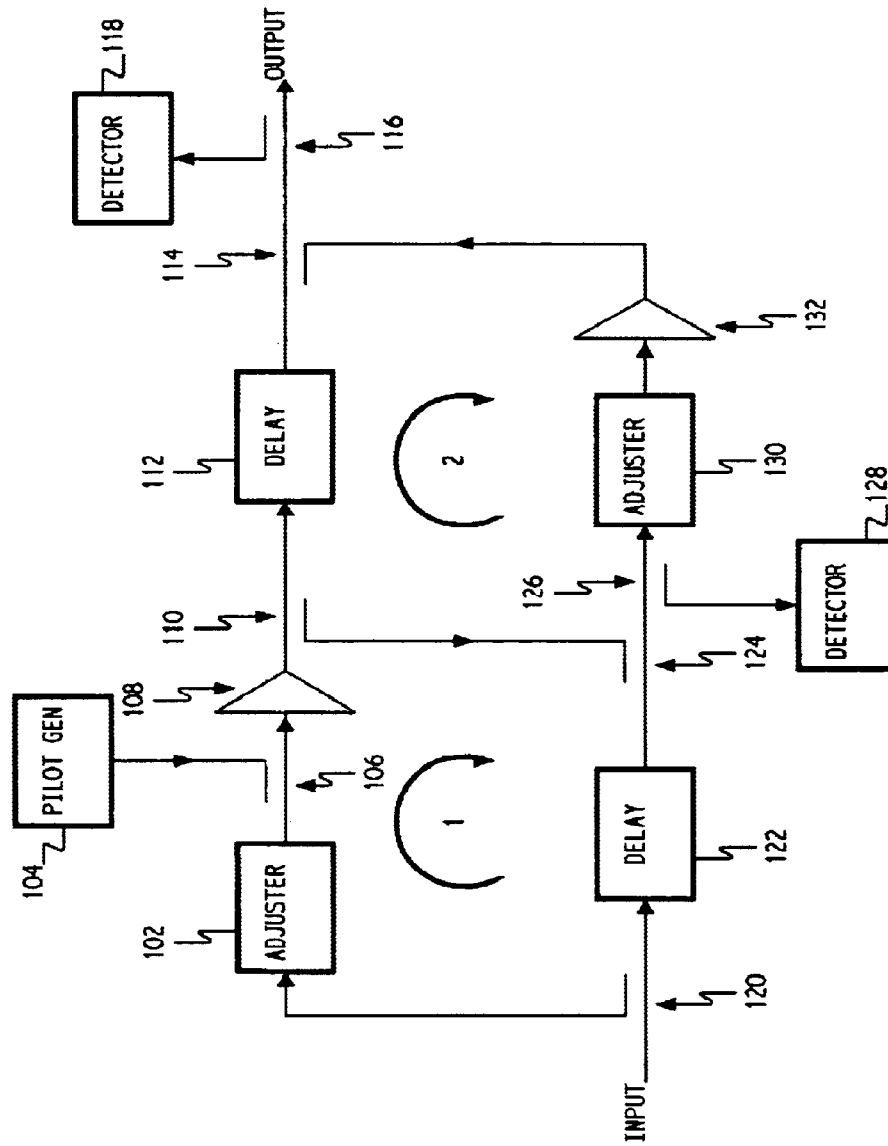 DETECTOR
118
OUTPUT
116
114
DELAY
112
2
132
ADJUSTER
130
126
DETECTOR
128
124
110
108
PILOT GEN
104
106
1
DELAY
122
ADJUSTER
102
120
INPUT